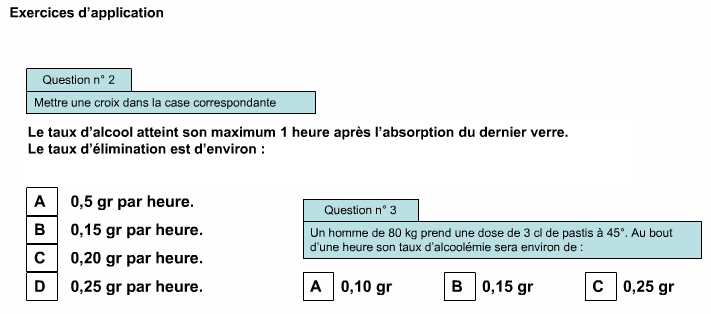 Exercices d'application
Question n° 2
Mettre une croix dans la case correspondante
Le taux d'alcool atteint son maximum 1 heure après l'absorption du dernier verre.
Le taux d'élimination est d'environ :
A 0,5 gr par heure.
B 0,15 gr par heure.
C 0,20 gr par heure.
D 0,25 gr par heure.
Question n° 3
Un homme de 80 kg prend une dose de 3 cl de pastis à 45°. Au bout
d'une heure son taux d'alcoolémie sera environ de :
A 0,10 gr B 0,15 gr C 0,25 gr